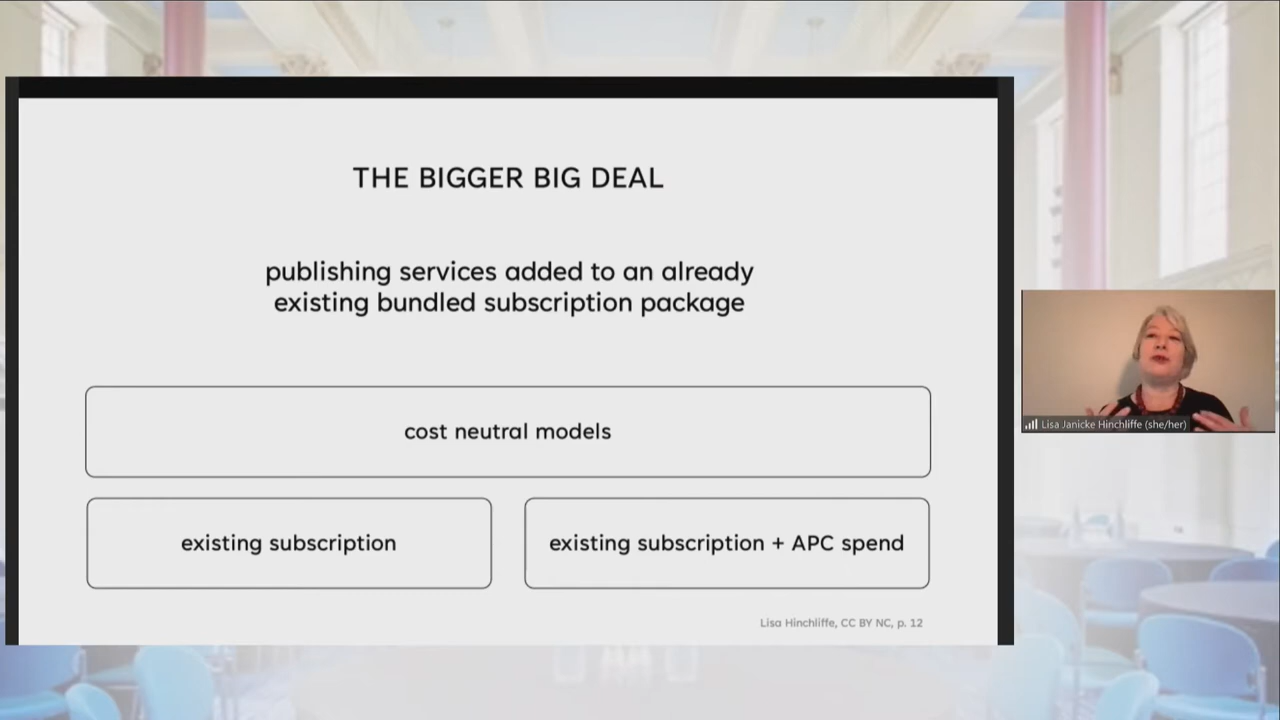 THE BIGGER BIG DEAL
publishing services added to an already
existing bundled subscription package
cost neutral models
existing subscription
existing subscription + APC spend
Lisa Hinchliffe, CC BY NC, p. 12
Lisa Janicke Hinchliffe (she/her)